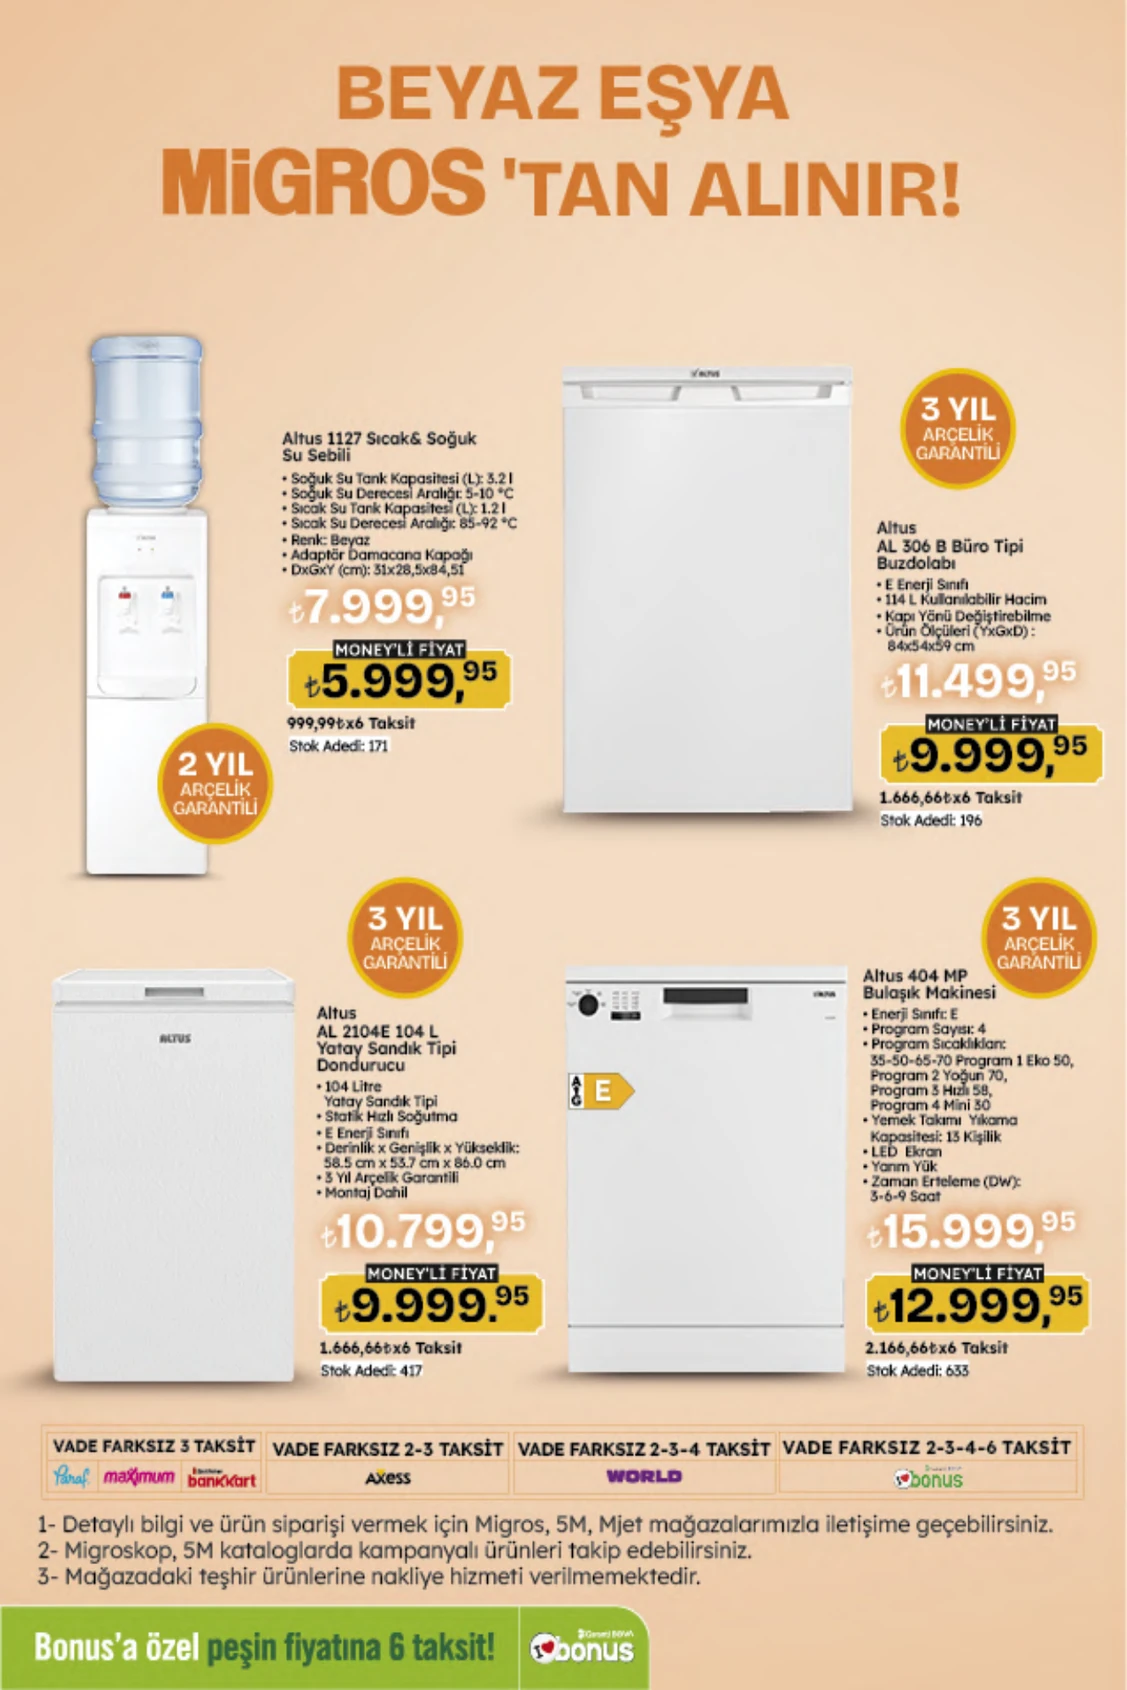 BEYAZ EŞYA
MiGROS 'TAN ALINIR!
Altus 1127 Sıcak& Soğuk
Su Sebili
• Soğuk Su Tank Kapasitesi (L): 3.2 l
• Soğuk Su Derecesi Aralığı: 5-10 °C
• Sıcak Su Tank Kapasitesi (L): 1.2 l
• Sıcak Su Derecesi Aralığı: 85-92 °C
• Renk: Beyaz
• Adaptör Damacana Kapağı
• DxGxY (cm): 31x28,5x84,51
₺7.999,95
MONEY'Lİ FİYAT
₺5.999,95
999,99₺x6 Taksit
Stok Adedi: 171
2 YIL
ARÇELİK
GARANTİLİ
ALTUS
3 YIL
ARÇELİK
GARANTİLİ
Altus
AL 306 B Büro Tipi
Buzdolabı
• E Enerji Sınıfı
• 114 L Kullanılabilir Hacim
• Kapı Yönü Değiştirebilme
• Ürün Ölçüleri (YxGxD) :
84x54x59 cm
₺11.499,95
MONEY'Lİ FİYAT
₺9.999,95
1.666,66₺x6 Taksit
Stok Adedi: 196
3 YIL
ARÇELİK
GARANTİLİ
ALTUS
Altus
AL 2104E 104 L
Yatay Sandık Tipi
Dondurucu
• 104 Litre
Yatay Sandık Tipi
• Statik Hızlı Soğutma
• E Enerji Sınıfı
• Derinlik x Genişlik x Yükseklik:
58.5 cm x 53.7 cm x 86.0 cm
• 3 Yıl Arçelik Garantili
• Montaj Dahil
₺10.799,95
MONEY'Lİ FİYAT
₺9.999.95
1.666,66₺x6 Taksit
Stok Adedi: 417
3 YIL
ARÇELİK
GARANTİLİ
ALTUS
A
G
E
Altus 404 MP
Bulaşık Makinesi
• Enerji Sınıfı: E
• Program Sayısı: 4
• Program Sıcaklıkları:
35-50-65-70 Program 1 Eko 50,
Program 2 Yoğun 70,
Program 3 Hızlı 58,
Program 4 Mini 30
• Yemek Takımı Yıkama
Kapasitesi: 13 Kişilik
• LED Ekran
• Yarım Yük
• Zaman Erteleme (DW):
3-6-9 Saat
₺15.999,95
MONEY'Lİ FİYAT
₺12.999,95
2.166,66₺x6 Taksit
Stok Adedi: 633
VADE FARKSIZ 3 TAKSİT
Paraf maximum bankkart
VADE FARKSIZ 2-3 TAKSİT
AXess
VADE FARKSIZ 2-3-4 TAKSİT
WORLD
VADE FARKSIZ 2-3-4-6 TAKSİT
bonus
1- Detaylı bilgi ve ürün siparişi vermek için Migros, 5M, Mjet mağazalarımızla iletişime geçebilirsiniz.
2- Migroskop, 5M kataloglarda kampanyalı ürünleri takip edebilirsiniz.
3- Mağazadaki teşhir ürünlerine nakliye hizmeti verilmemektedir.
Bonus'a özel peşin fiyatına 6 taksit!
Garanti BBVA
bonus